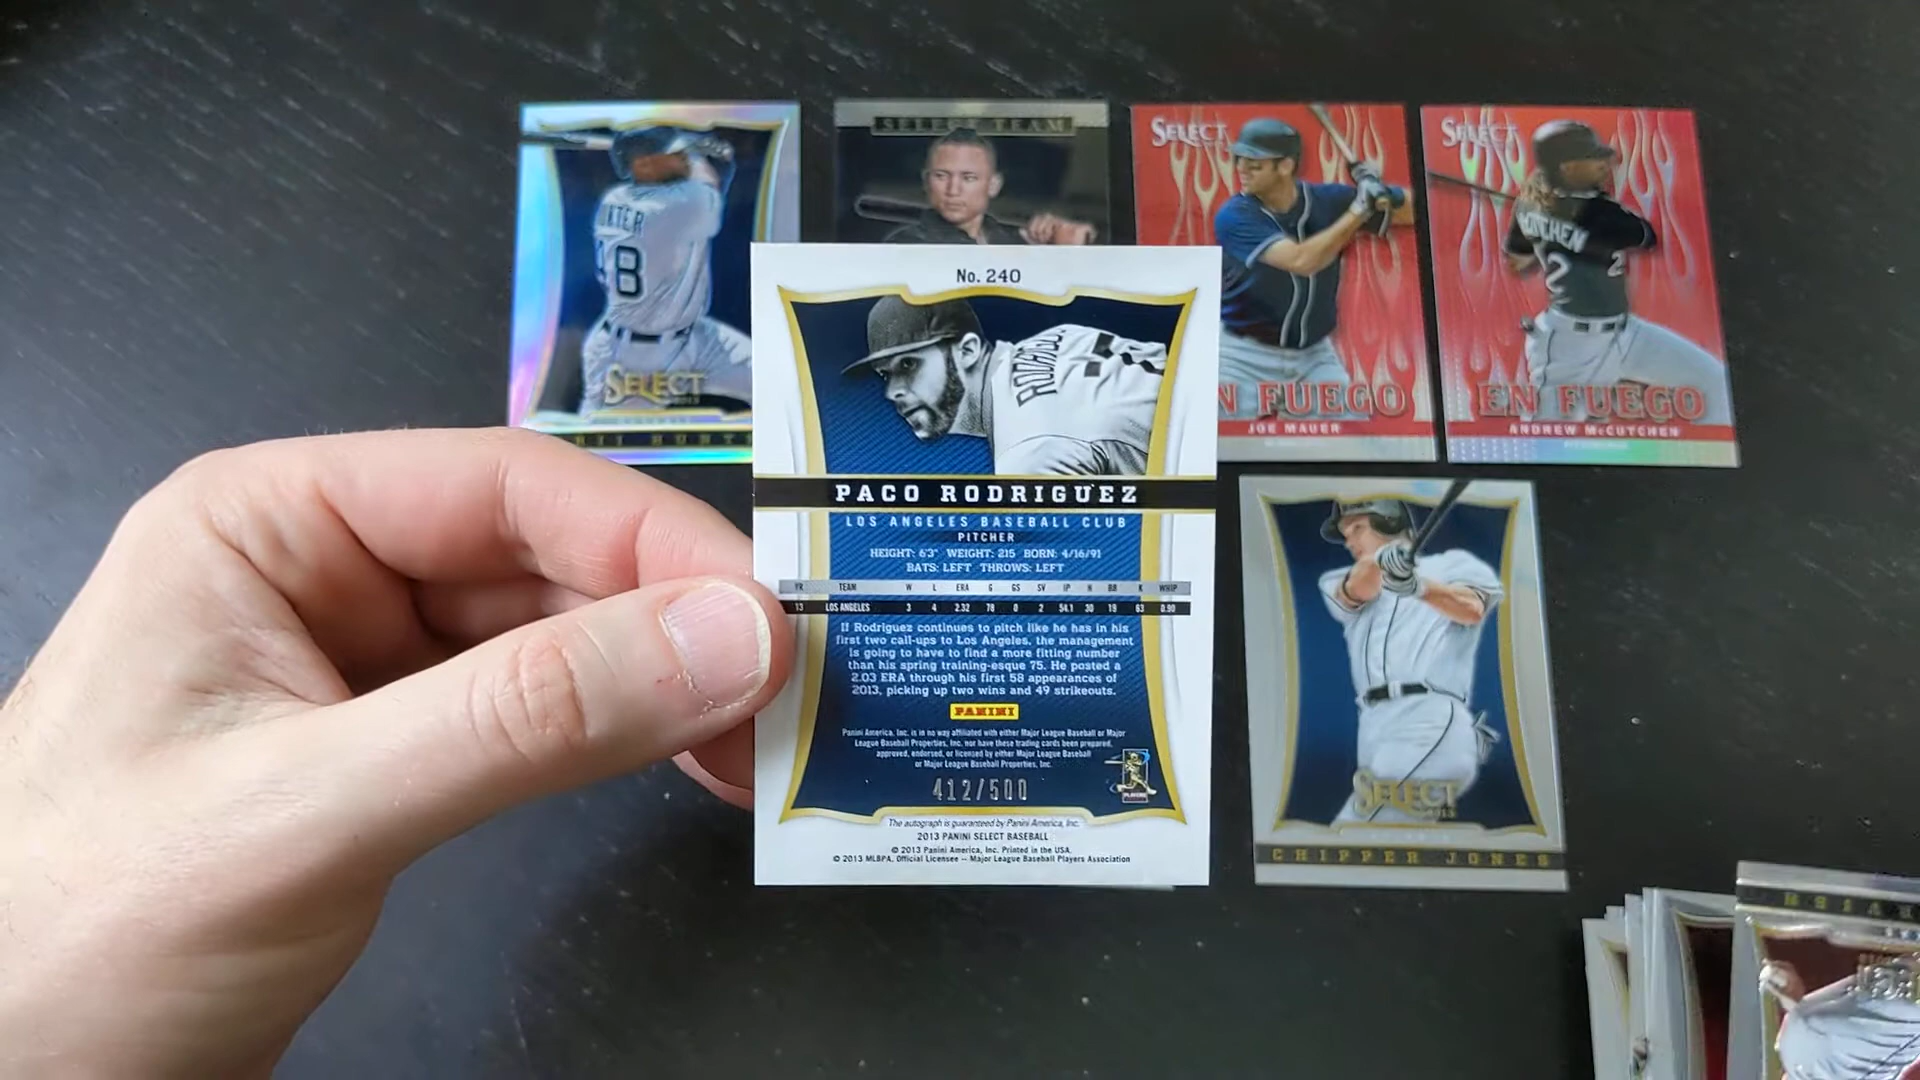 SELECT TEAM
SELECT
SELECT
8
No. 240
RODRIGUEZ
PACO RODRIGUEZ
LOS ANGELES BASEBALL CLUB
PITCHER
HEIGHT: 6'3" WEIGHT: 215 BORN: 4/16/91
BATS: LEFT THROWS: LEFT
YR TEAM W L ERA G GS SV IP H BB K WHIP
13 LOS ANGELES 3 4 2.32 78 0 2 54.1 30 19 63 0.90
If Rodriguez continues to pitch like he has in his
first two call-ups to Los Angeles, the management
is going to have to find a more fitting number
than his spring training-esque 75. He posted a
2.03 ERA through his first 58 appearances of
2013, picking up two wins and 49 strikeouts.
PANINI
Panini America, Inc. is in no way affiliated with either Major League Baseball or Major
League Baseball Properties, Inc. nor have these trading cards been prepared,
approved, endorsed, or licensed by either Major League Baseball
or Major League Baseball Properties, Inc.
412/500
PLAYERS
The autograph is guaranteed by Panini America, Inc.
2013 PANINI SELECT BASEBALL
© 2013 Panini America, Inc. Printed in the USA.
© 2013 MLBPA. Official Licensee -- Major League Baseball Players Association
SELECT
N FUEGO
JOE MAUER
UTCHEN
2
2
EN FUEGO
ANDREW McCUTCHEN
SELECT
2013
CHIPPER JONES